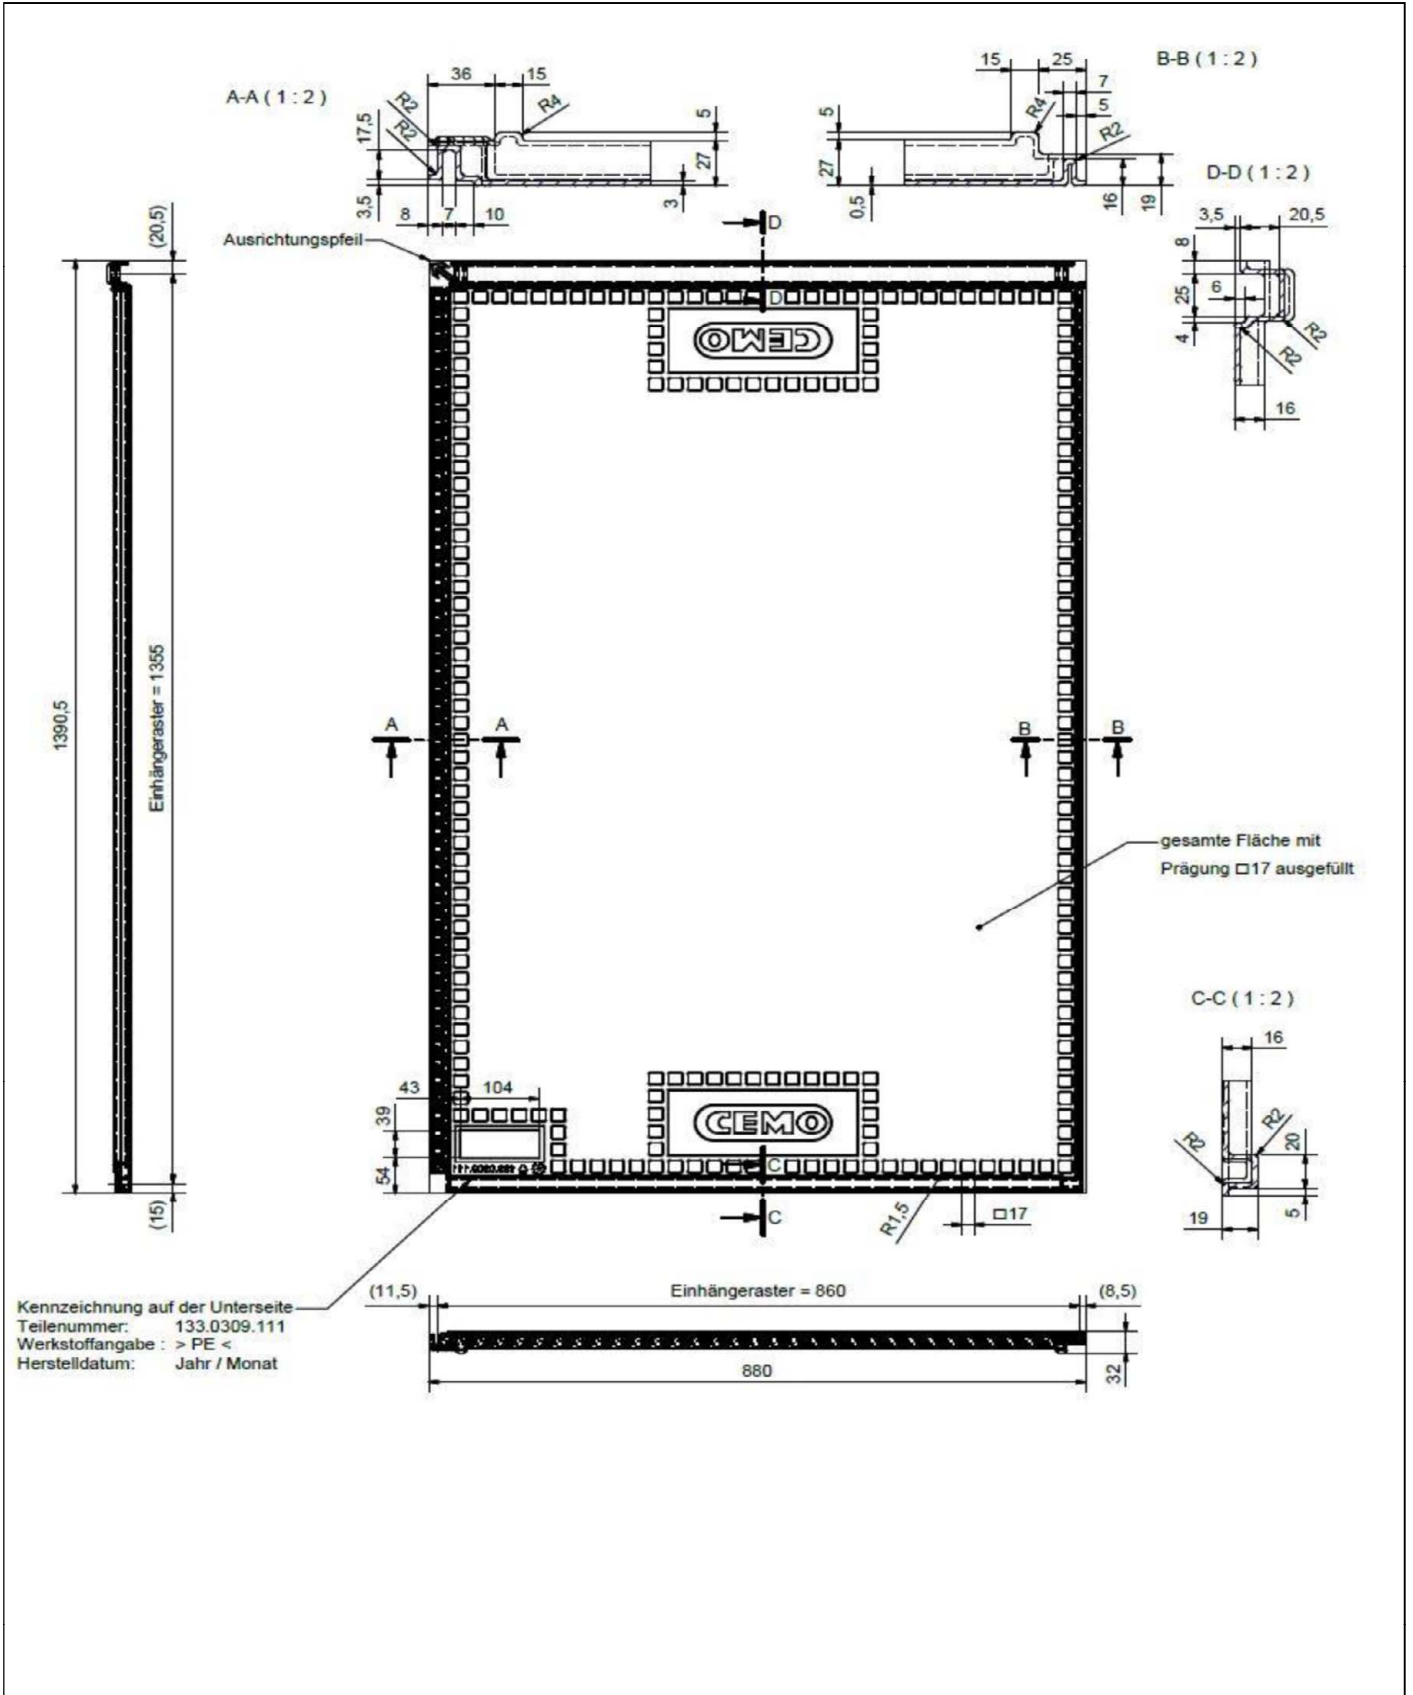 A-A ( 1 : 2 )
36
15
R2
R2
R4
17,5
3,5
8
7
10
5
27
3
B-B ( 1 : 2 )
15
25
7
5
R4
R2
5
27
0,5
16
19
D-D ( 1 : 2 )
3,5
20,5
8
25
6
4
R2
R2
16
Ausrichtungspfeil
D
D
(20,5)
1390,5
Einhängeraster = 1355
(15)
CEMO
A
A
B
B
gesamte Fläche mit
Prägung □17 ausgefüllt
C-C ( 1 : 2 )
16
R2
R2
20
19
5
43
104
39
54
CEMO
C
C
R1,5
□17
Kennzeichnung auf der Unterseite
Teilenummer: 133.0309.111
Werkstoffangabe : > PE <
Herstelldatum: Jahr / Monat
(11,5)
Einhängeraster = 860
(8,5)
880
32